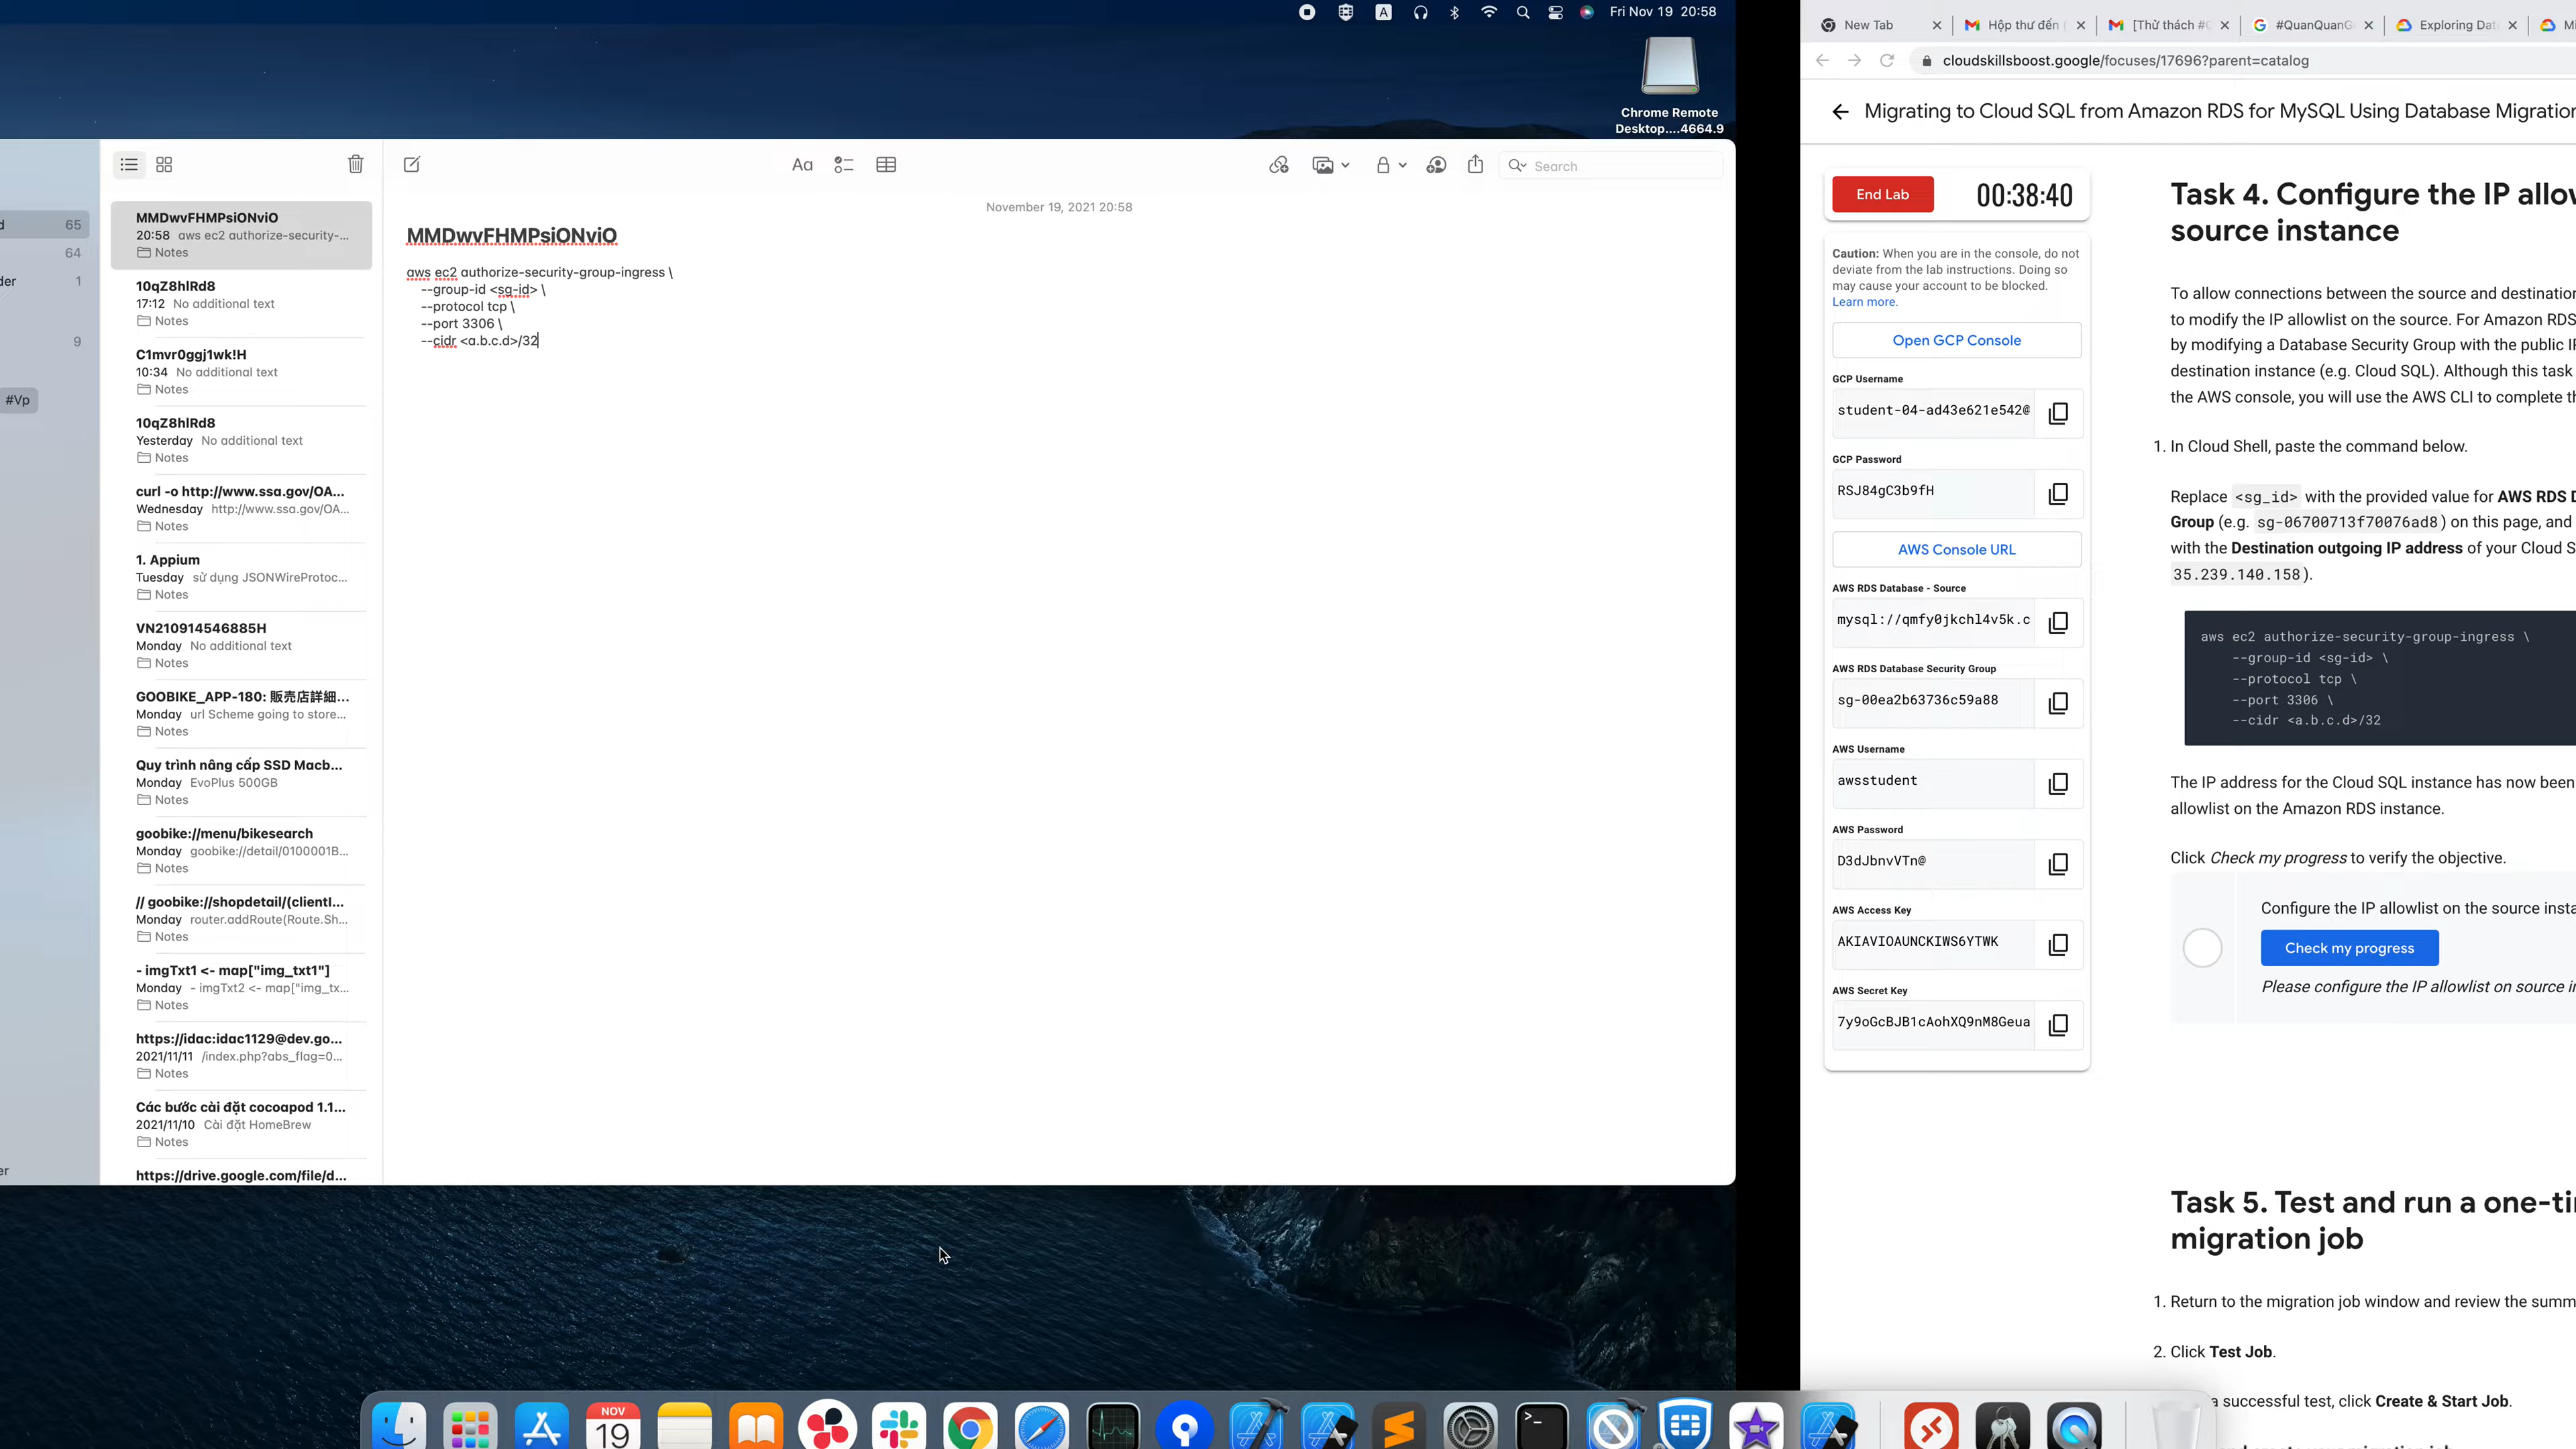 Fri Nov 19 20:58
Chrome Remote
Desktop....4664.9
Aa
Search
d 65
64
der 1
9
#Vp
er
MMDwvFHMPsiONviO
20:58 aws ec2 authorize-security-...
Notes
10qZ8hlRd8
17:12 No additional text
Notes
C1mvr0ggj1wk!H
10:34 No additional text
Notes
10qZ8hlRd8
Yesterday No additional text
Notes
curl -o http://www.ssa.gov/OA...
Wednesday http://www.ssa.gov/OA...
Notes
1. Appium
Tuesday sử dụng JSONWireProtoc...
Notes
VN210914546885H
Monday No additional text
Notes
GOOBIKE_APP-180: 販売店詳細...
Monday url Scheme going to store...
Notes
Quy trình nâng cấp SSD Macb...
Monday EvoPlus 500GB
Notes
goobike://menu/bikesearch
Monday goobike://detail/0100001B...
Notes
// goobike://shopdetail/(clientI...
Monday router.addRoute(Route.Sh...
Notes
- imgTxt1 <- map["img_txt1"]
Monday - imgTxt2 <- map["img_tx...
Notes
https://idac:idac1129@dev.go...
2021/11/11 /index.php?abs_flag=0...
Notes
Các bước cài đặt cocoapod 1.1...
2021/11/10 Cài đặt HomeBrew
Notes
https://drive.google.com/file/d...
November 19, 2021 20:58
MMDwvFHMPsiONviO
aws ec2 authorize-security-group-ingress \
--group-id <sg-id> \
--protocol tcp \
--port 3306 \
--cidr <a.b.c.d>/32
New Tab
Hộp thư đến (
[Thử thách #C
#QuanQuanG
Exploring Dat
Mi
cloudskillsboost.google/focuses/17696?parent=catalog
Migrating to Cloud SQL from Amazon RDS for MySQL Using Database Migration
End Lab
00:38:40
Caution: When you are in the console, do not
deviate from the lab instructions. Doing so
may cause your account to be blocked.
Learn more.
Open GCP Console
GCP Username
student-04-ad43e621e542@
GCP Password
RSJ84gC3b9fH
AWS Console URL
AWS RDS Database - Source
mysql://qmfy0jkchl4v5k.c
AWS RDS Database Security Group
sg-00ea2b63736c59a88
AWS Username
awsstudent
AWS Password
D3dJbnvVTn@
AWS Access Key
AKIAVIOAUNCKIWS6YTWK
AWS Secret Key
7y9oGcBJB1cAohXQ9nM8Geua
Task 4. Configure the IP allow
source instance
To allow connections between the source and destination
to modify the IP allowlist on the source. For Amazon RDS
by modifying a Database Security Group with the public IP
destination instance (e.g. Cloud SQL). Although this task
the AWS console, you will use the AWS CLI to complete th
1. In Cloud Shell, paste the command below.
Replace <sg_id> with the provided value for AWS RDS D
Group (e.g. sg-06700713f70076ad8) on this page, and
with the Destination outgoing IP address of your Cloud S
35.239.140.158).
aws ec2 authorize-security-group-ingress \
--group-id <sg-id> \
--protocol tcp \
--port 3306 \
--cidr <a.b.c.d>/32
The IP address for the Cloud SQL instance has now been
allowlist on the Amazon RDS instance.
Click Check my progress to verify the objective.
Configure the IP allowlist on the source insta
Check my progress
Please configure the IP allowlist on source in
Task 5. Test and run a one-ti
migration job
1. Return to the migration job window and review the summ
2. Click Test Job.
a successful test, click Create & Start Job.
NOV
19